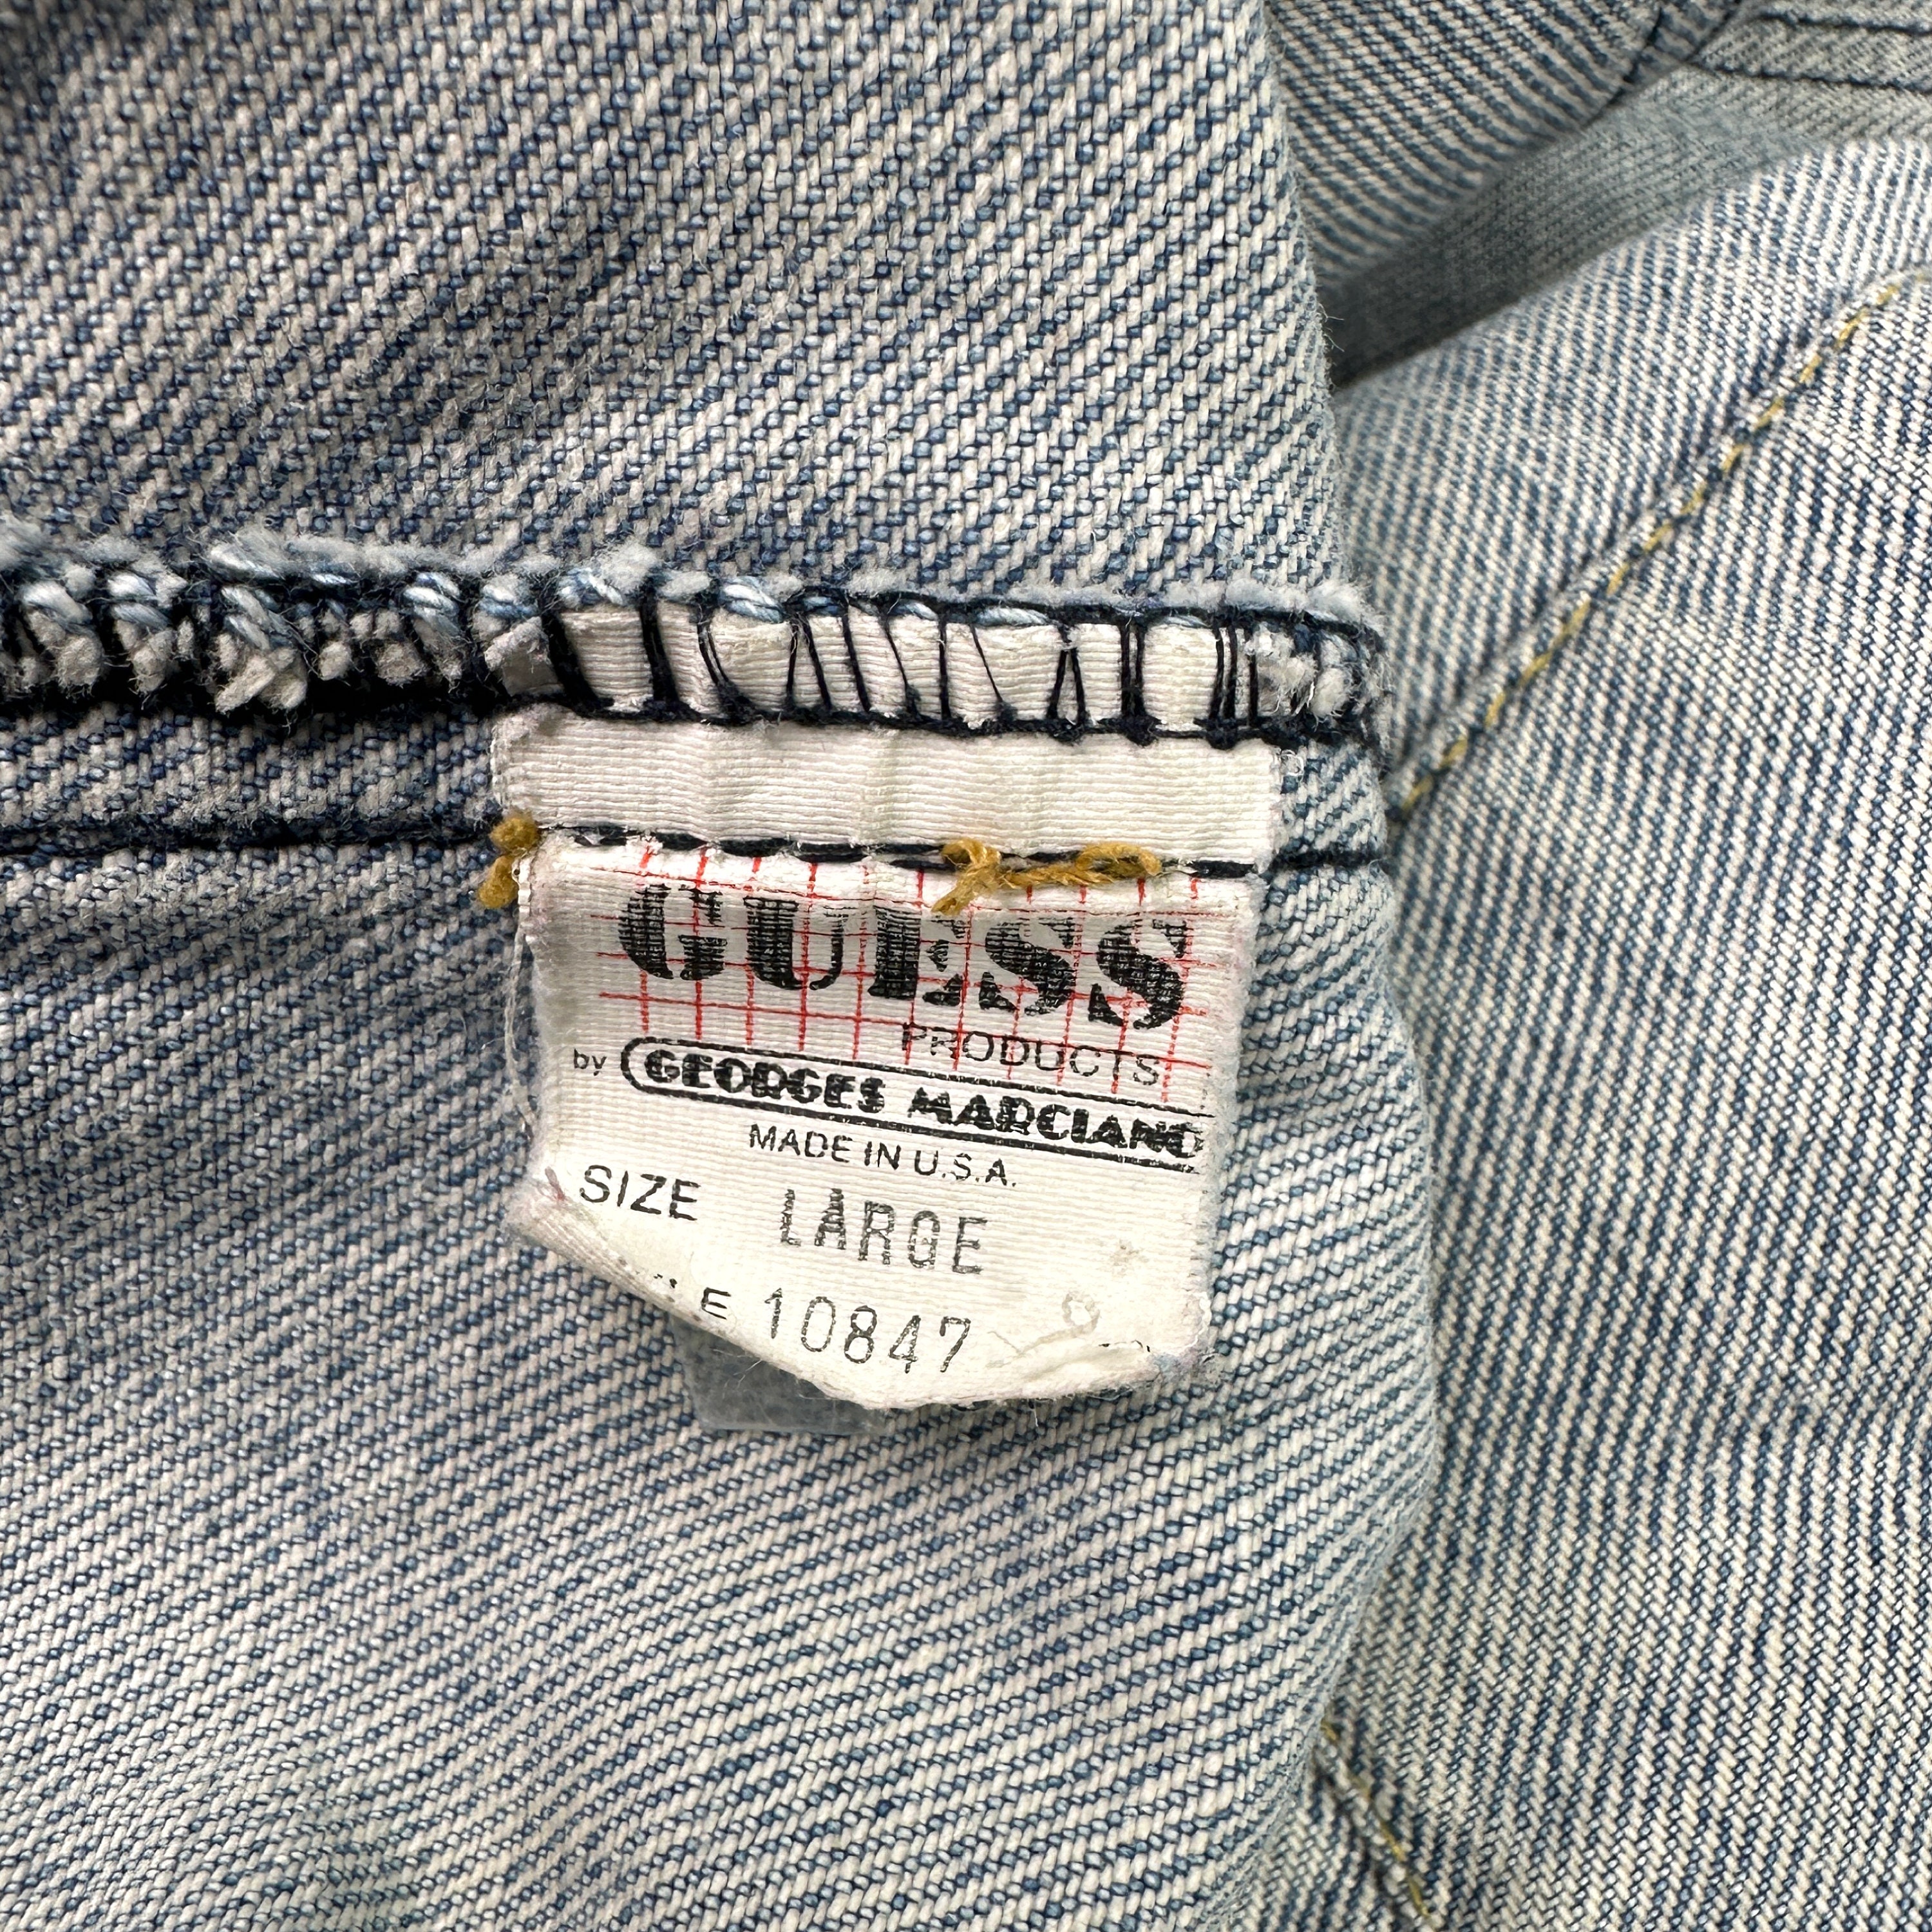 GUESS
PRODUCTS
by GEORGES MARCIANO
MADE IN U.S.A.
SIZE LARGE
E 10847